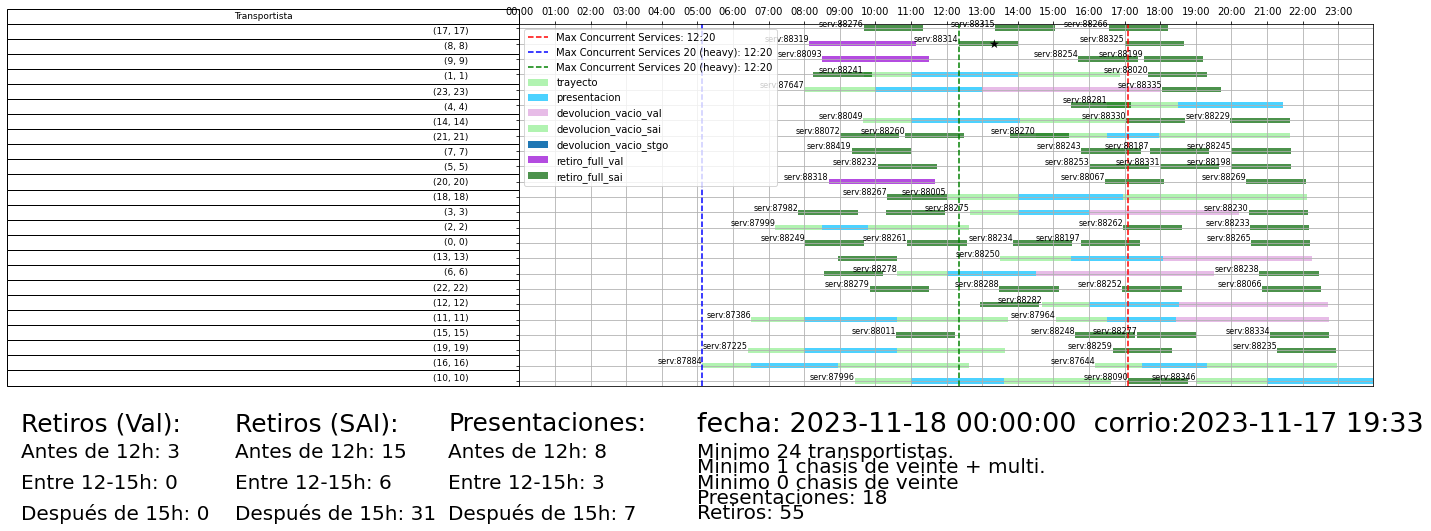 Transportista
00:00 01:00 02:00 03:00 04:00 05:00 06:00 07:00 08:00 09:00 10:00 11:00 12:00 13:00 14:00 15:00 16:00 17:00 18:00 19:00 20:00 21:00 22:00 23:00
(17, 17) serv:88276 serv:88315 serv:88266
(8, 8) serv:88319 serv:88314 serv:88325
(9, 9) serv:88093 serv:88254 serv:88199
(1, 1) serv:88241 serv:88020
(23, 23) serv:87647 serv:88335
(4, 4) serv:88281
(14, 14) serv:88049 serv:88330 serv:88229
(21, 21) serv:88072 serv:88260 serv:88270
(7, 7) serv:88419 serv:88243 serv:88187 serv:88245
(5, 5) serv:88232 serv:88253 serv:88331 serv:88198
(20, 20) serv:88318 serv:88067 serv:88269
(18, 18) serv:88267 serv:88005
(3, 3) serv:87982 serv:88275 serv:88230
(2, 2) serv:87999 serv:88262 serv:88233
(0, 0) serv:88249 serv:88261 serv:88234 serv:88197 serv:88265
(13, 13) serv:88250
(6, 6) serv:88278 serv:88238
(22, 22) serv:88279 serv:88288 serv:88252 serv:88066
(12, 12) serv:88282
(11, 11) serv:87386 serv:87964
(15, 15) serv:88011 serv:88248 serv:88277 serv:88334
(19, 19) serv:87225 serv:88259 serv:88235
(16, 16) serv:87884 serv:87644
(10, 10) serv:87996 serv:88090 serv:88346
Max Concurrent Services: 12:20
Max Concurrent Services 20 (heavy): 12:20
Max Concurrent Services 20 (heavy): 12:20
trayecto
presentacion
devolucion_vacio_val
devolucion_vacio_sai
devolucion_vacio_stgo
retiro_full_val
retiro_full_sai
Retiros (Val):
Antes de 12h: 3
Entre 12-15h: 0
Después de 15h: 0
Retiros (SAI):
Antes de 12h: 15
Entre 12-15h: 6
Después de 15h: 31
Presentaciones:
Antes de 12h: 8
Entre 12-15h: 3
Después de 15h: 7
fecha: 2023-11-18 00:00:00 corrio:2023-11-17 19:33
Minimo 24 transportistas.
Minimo 1 chasis de veinte + multi.
Minimo 0 chasis de veinte
Presentaciones: 18
Retiros: 55